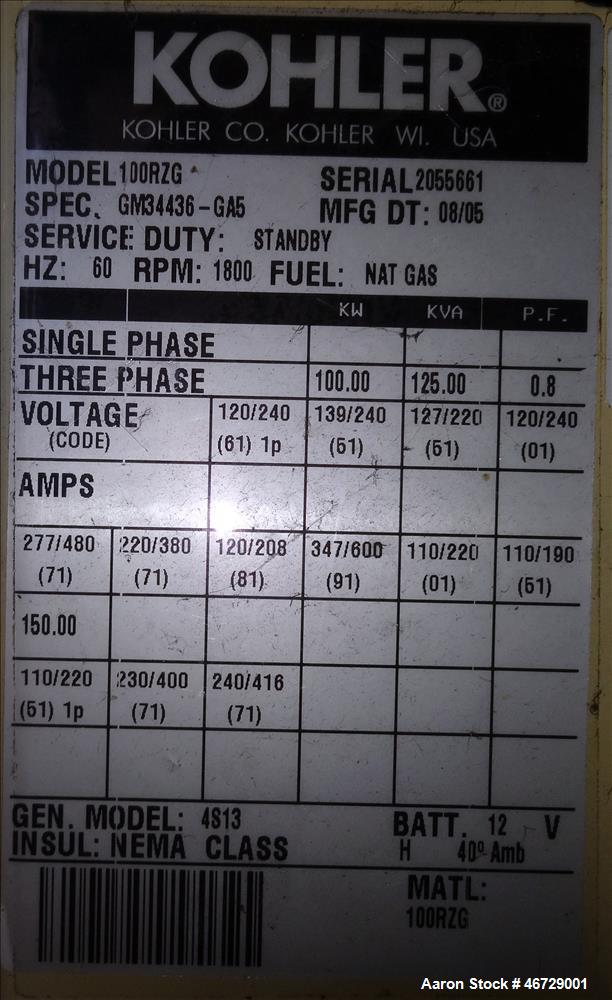 KOHLER®
KOHLER CO. KOHLER WI. USA
MODEL 100RZG SERIAL 2055661
SPEC. GM34436-GA5 MFG DT: 08/05
SERVICE DUTY: STANDBY
HZ: 60 RPM: 1800 FUEL: NAT GAS
KW KVA P.F.
SINGLE PHASE
THREE PHASE 100.00 125.00 0.8
VOLTAGE 120/240 139/240 127/220 120/240
(CODE) (61) 1p (51) (51) (01)
AMPS
277/480 220/380 120/208 347/600 110/220 110/190
(71) (71) (81) (91) (01) (51)
150.00
110/220 230/400 240/416
(51) 1p (71) (71)
GEN. MODEL: 4S13 BATT. 12 V
INSUL: NEMA CLASS H 40º Amb
MATL:
100RZG
Aaron Stock # 46729001